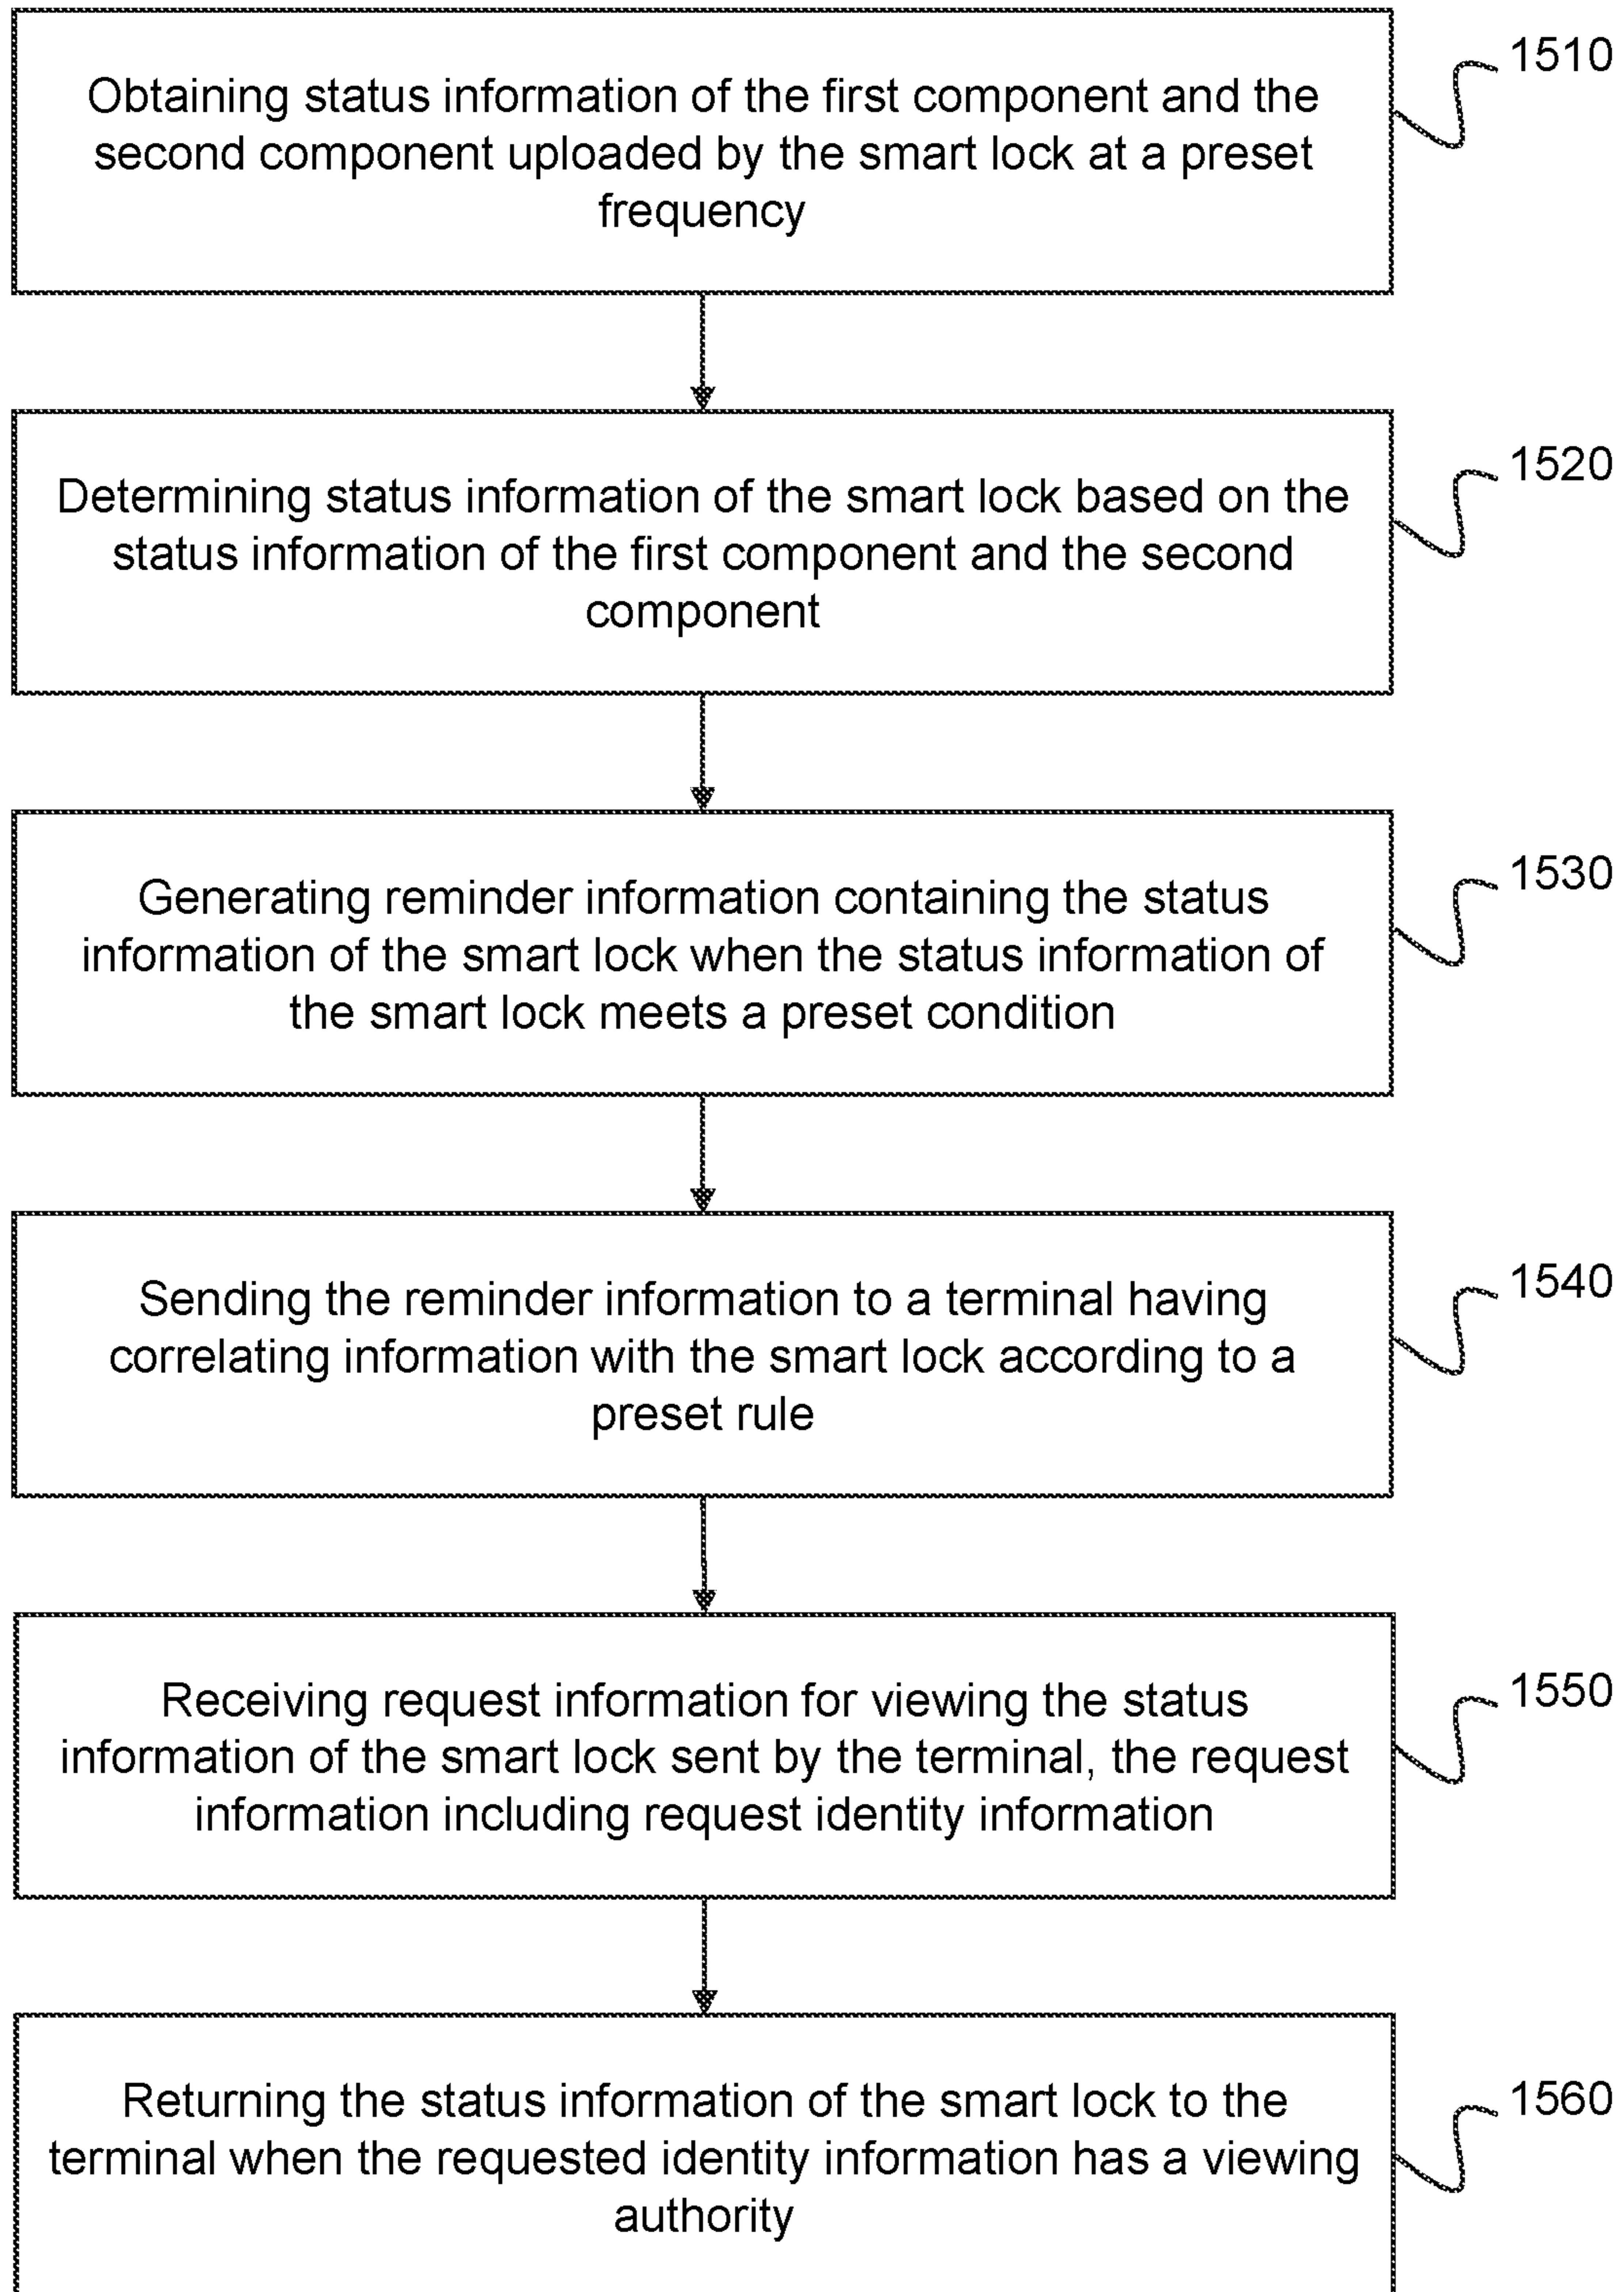 1510
Obtaining status information of the first component and the
second component uploaded by the smart lock at a preset
frequency
1520
Determining status information of the smart lock based on the
status information of the first component and the second
component
1530
Generating reminder information containing the status
information of the smart lock when the status information of
the smart lock meets a preset condition
1540
Sending the reminder information to a terminal having
correlating information with the smart lock according to a
preset rule
1550
Receiving request information for viewing the status
information of the smart lock sent by the terminal, the request
information including request identity information
1560
Returning the status information of the smart lock to the
terminal when the requested identity information has a viewing
authority